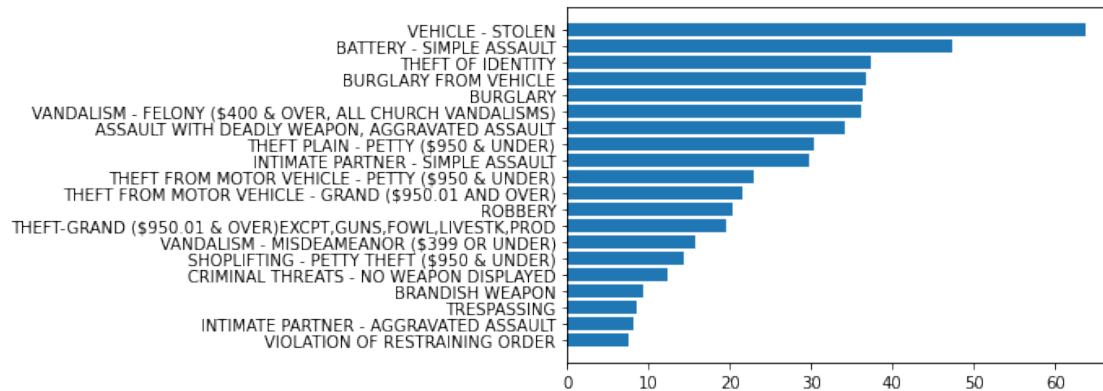 VEHICLE - STOLEN
BATTERY - SIMPLE ASSAULT
THEFT OF IDENTITY
BURGLARY FROM VEHICLE
BURGLARY
VANDALISM - FELONY ($400 & OVER, ALL CHURCH VANDALISMS)
ASSAULT WITH DEADLY WEAPON, AGGRAVATED ASSAULT
THEFT PLAIN - PETTY ($950 & UNDER)
INTIMATE PARTNER - SIMPLE ASSAULT
THEFT FROM MOTOR VEHICLE - PETTY ($950 & UNDER)
THEFT FROM MOTOR VEHICLE - GRAND ($950.01 AND OVER)
ROBBERY
THEFT-GRAND ($950.01 & OVER)EXCPT,GUNS,FOWL,LIVESTK,PROD
VANDALISM - MISDEAMEANOR ($399 OR UNDER)
SHOPLIFTING - PETTY THEFT ($950 & UNDER)
CRIMINAL THREATS - NO WEAPON DISPLAYED
BRANDISH WEAPON
TRESPASSING
INTIMATE PARTNER - AGGRAVATED ASSAULT
VIOLATION OF RESTRAINING ORDER
0 10 20 30 40 50 60